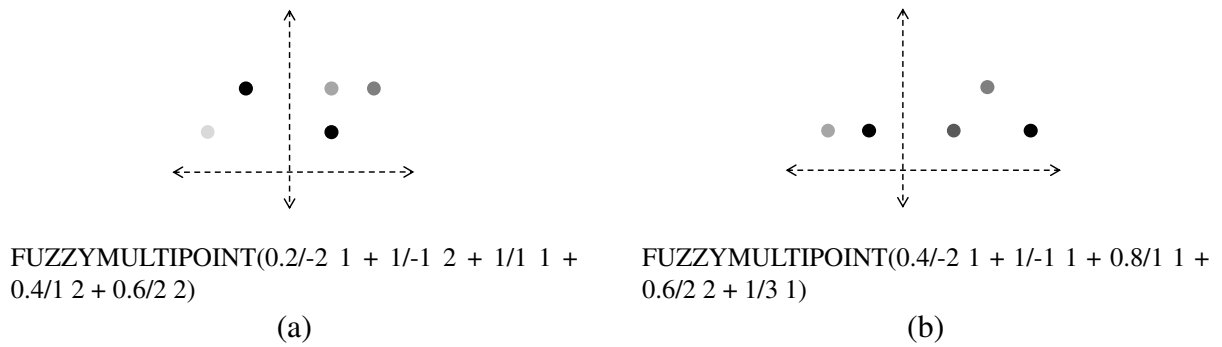 FUZZYMULTIPOINT(0.2/-2 1 + 1/-1 2 + 1/1 1 +
0.4/1 2 + 0.6/2 2)
(a)
FUZZYMULTIPOINT(0.4/-2 1 + 1/-1 1 + 0.8/1 1 +
0.6/2 2 + 1/3 1)
(b)